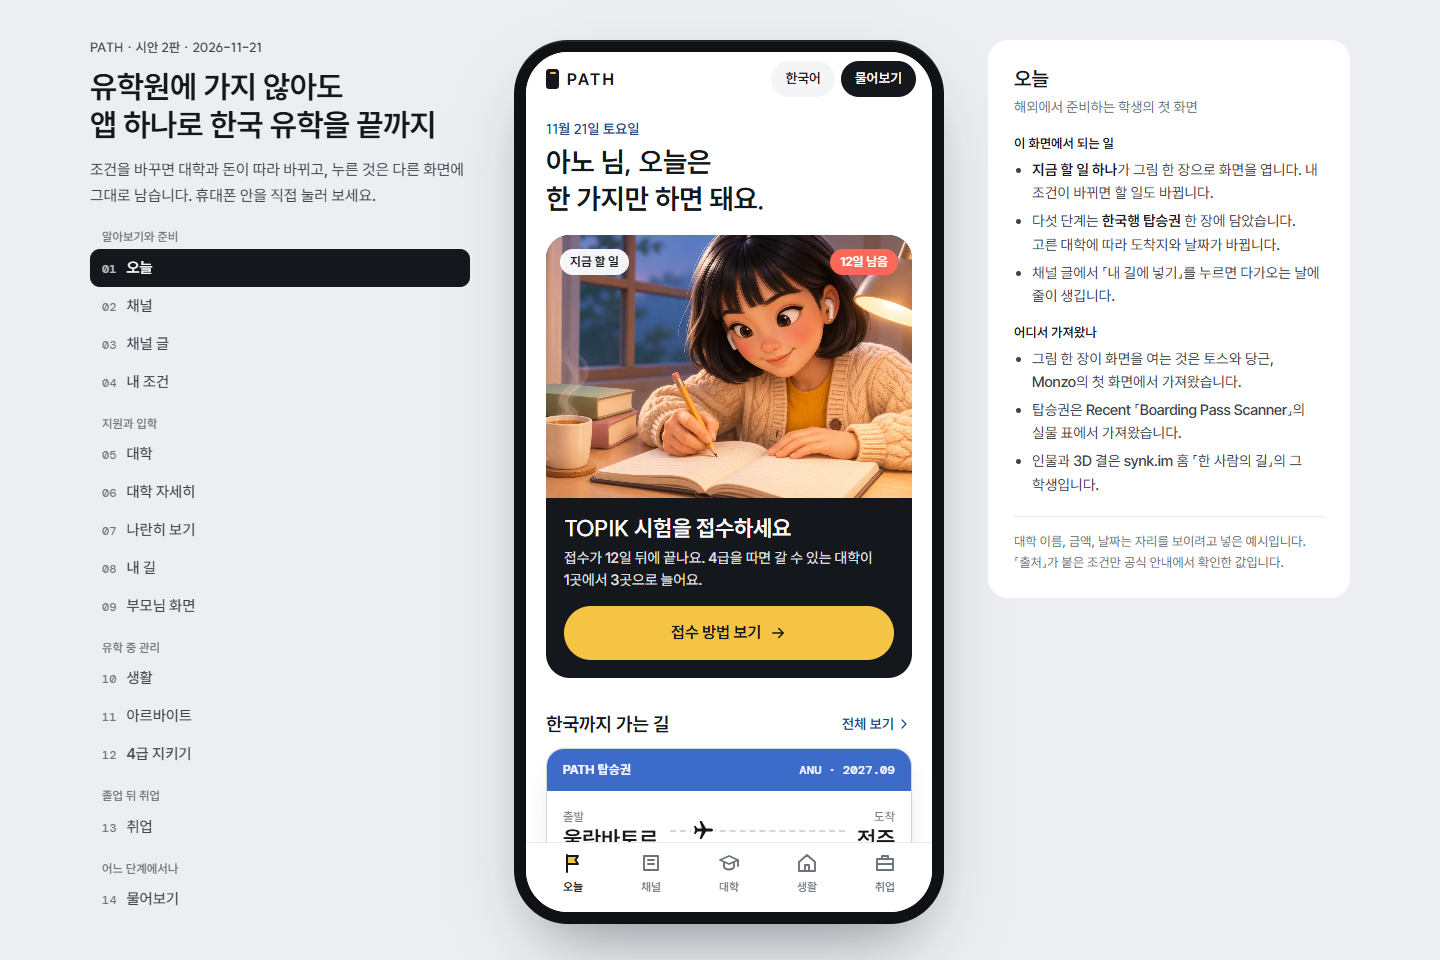 PATH · 시안 2판 · 2026-11-21
유학원에 가지 않아도
앱 하나로 한국 유학을 끝까지
조건을 바꾸면 대학과 돈이 따라 바뀌고, 누른 것은 다른 화면에
그대로 남습니다. 휴대폰 안을 직접 눌러 보세요.
알아보기와 준비
01 오늘
02 채널
03 채널 글
04 내 조건
지원과 입학
05 대학
06 대학 자세히
07 나란히 보기
08 내 길
09 부모님 화면
유학 중 관리
10 생활
11 아르바이트
12 4급 지키기
졸업 뒤 취업
13 취업
어느 단계에서나
14 물어보기
PATH
한국어
물어보기
11월 21일 토요일
아노 님, 오늘은
한 가지만 하면 돼요.
지금 할 일
12일 남음
TOPIK 시험을 접수하세요
접수가 12일 뒤에 끝나요. 4급을 따면 갈 수 있는 대학이
1곳에서 3곳으로 늘어요.
접수 방법 보기 →
한국까지 가는 길
전체 보기 >
PATH 탑승권
ANU · 2027.09
출발
도착
울란바토르
전주
오늘
채널
대학
생활
취업
오늘
해외에서 준비하는 학생의 첫 화면
이 화면에서 되는 일
• 지금 할 일 하나가 그림 한 장으로 화면을 엽니다. 내
조건이 바뀌면 할 일도 바뀝니다.
• 다섯 단계는 한국행 탑승권 한 장에 담았습니다.
고른 대학에 따라 도착지와 날짜가 바뀝니다.
• 채널 글에서 「내 길에 넣기」를 누르면 다가오는 날에
줄이 생깁니다.
어디서 가져왔나
• 그림 한 장이 화면을 여는 것은 토스와 당근,
Monzo의 첫 화면에서 가져왔습니다.
• 탑승권은 Recent 「Boarding Pass Scanner」의
실물 표에서 가져왔습니다.
• 인물과 3D 결은 synk.im 홈 「한 사람의 길」의 그
학생입니다.
대학 이름, 금액, 날짜는 자리를 보이려고 넣은 예시입니다.
「출처」가 붙은 조건만 공식 안내에서 확인한 값입니다.